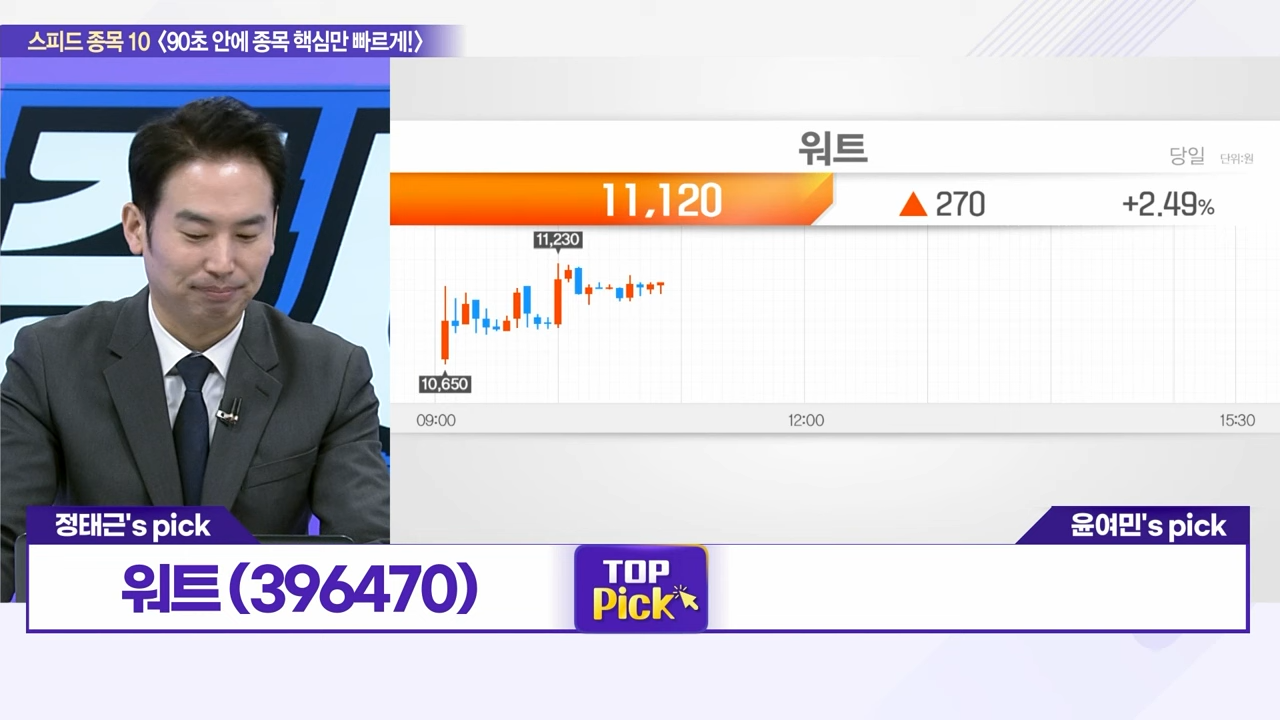 스피드 종목 10 〈90초 안에 종목 핵심만 빠르게!〉
워트
당일 단위:원
11,120 ▲ 270 +2.49%
11,230
10,650
09:00 12:00 15:30
정태근's pick
윤여민's pick
워트(396470)
TOP
Pick